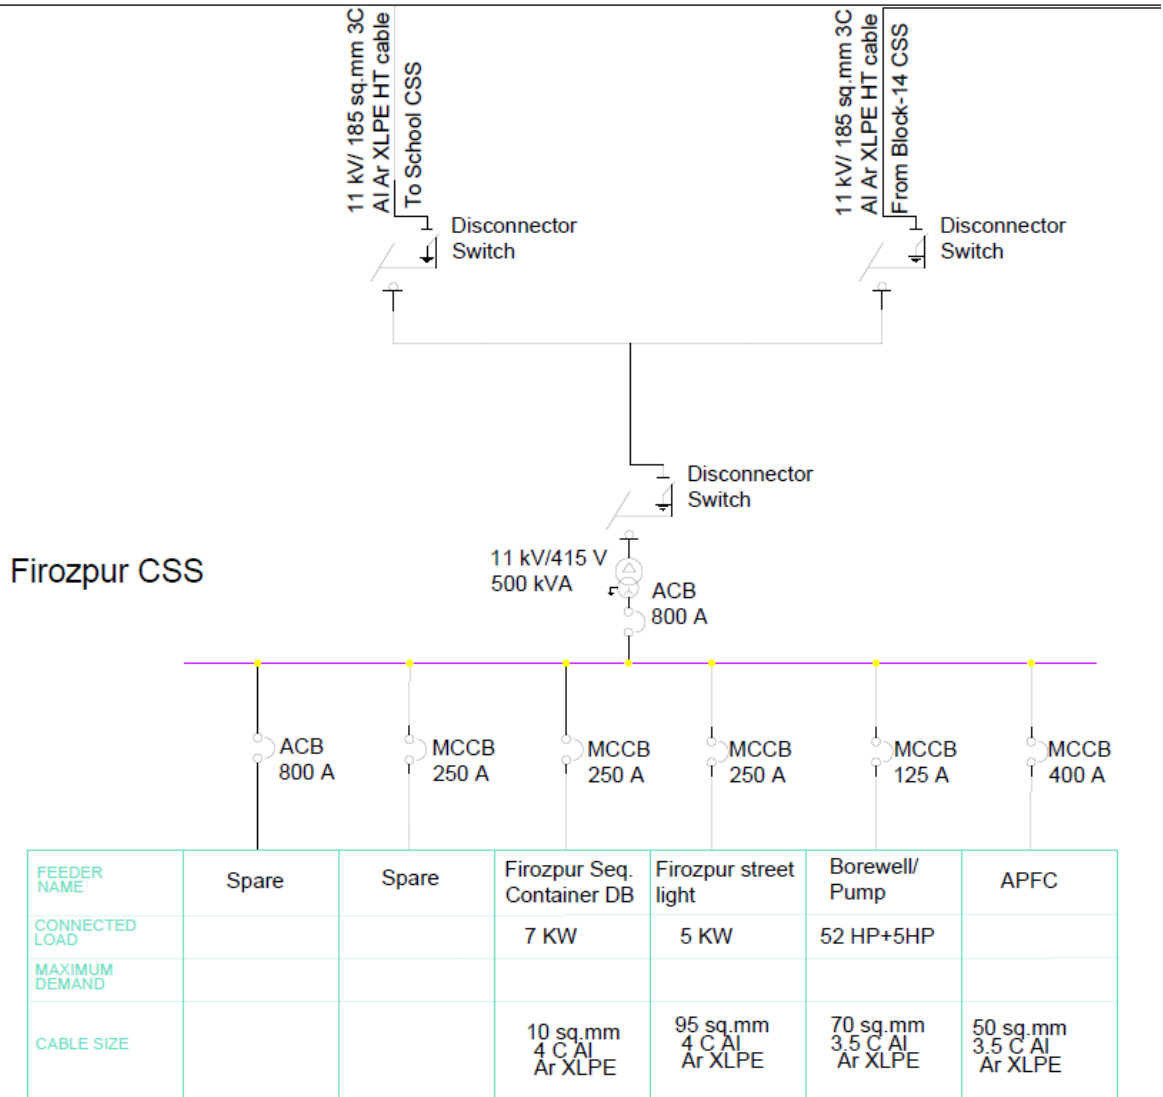 11 kV/ 185 sq.mm 3C
Al Ar XLPE HT cable
To School CSS
11 kV/ 185 sq.mm 3C
Al Ar XLPE HT cable
From Block-14 CSS
Disconnector
Switch
Disconnector
Switch
Disconnector
Switch
Firozpur CSS
11 kV/415 V
500 kVA
ACB
800 A
ACB
800 A
MCCB
250 A
MCCB
250 A
MCCB
250 A
MCCB
125 A
MCCB
400 A
FEEDER
NAME
Spare
Spare
Firozpur Seq.
Container DB
Firozpur street
light
Borewell/
Pump
APFC
CONNECTED
LOAD
7 KW
5 KW
52 HP+5HP
MAXIMUM
DEMAND
CABLE SIZE
10 sq.mm
4 C Al
Ar XLPE
95 sq.mm
4 C Al
Ar XLPE
70 sq.mm
3.5 C Al
Ar XLPE
50 sq.mm
3.5 C Al
Ar XLPE